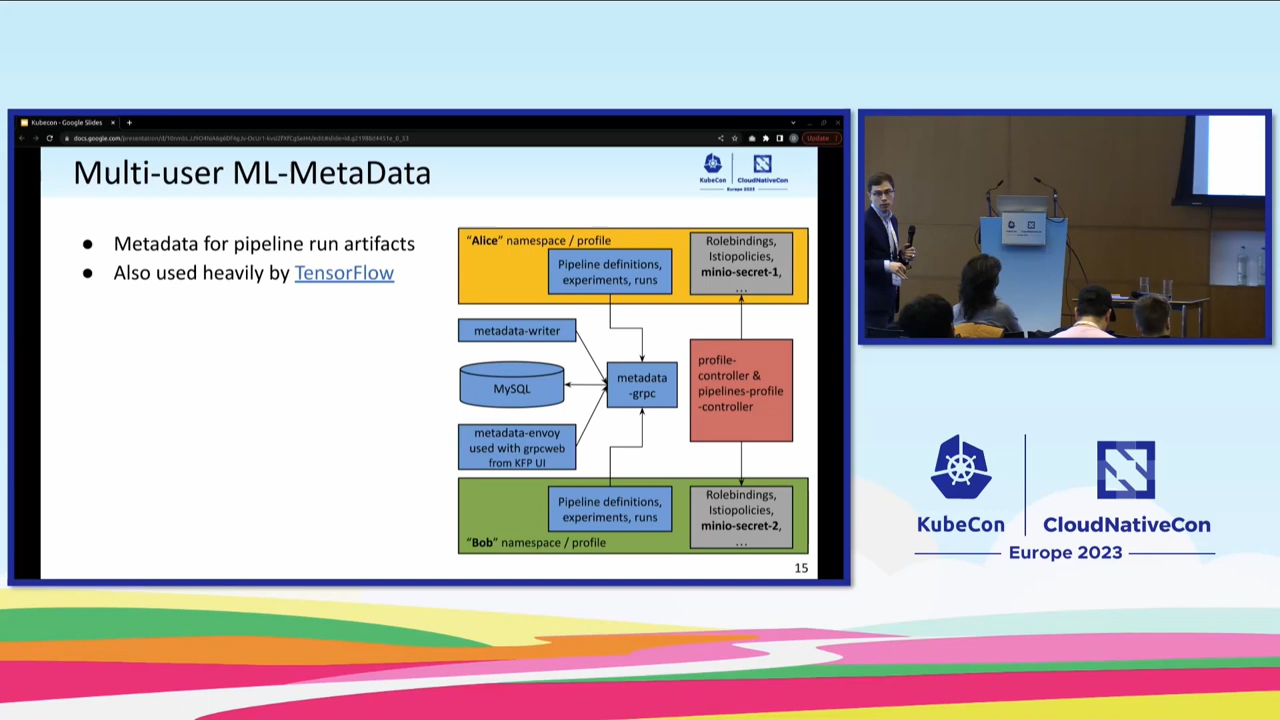 Kubecon - Google Slides
Update
Multi-user ML-MetaData
KubeCon
CloudNativeCon
Europe 2023
● Metadata for pipeline run artifacts
● Also used heavily by TensorFlow
“Alice” namespace / profile
Pipeline definitions,
experiments, runs
Rolebindings,
Istiopolicies,
minio-secret-1,
...
metadata-writer
MySQL
metadata
-grpc
metadata-envoy
used with grpcweb
from KFP UI
profile-
controller &
pipelines-profile
-controller
Pipeline definitions,
experiments, runs
“Bob” namespace / profile
Rolebindings,
Istiopolicies,
minio-secret-2,
...
15
KubeCon
CloudNativeCon
Europe 2023